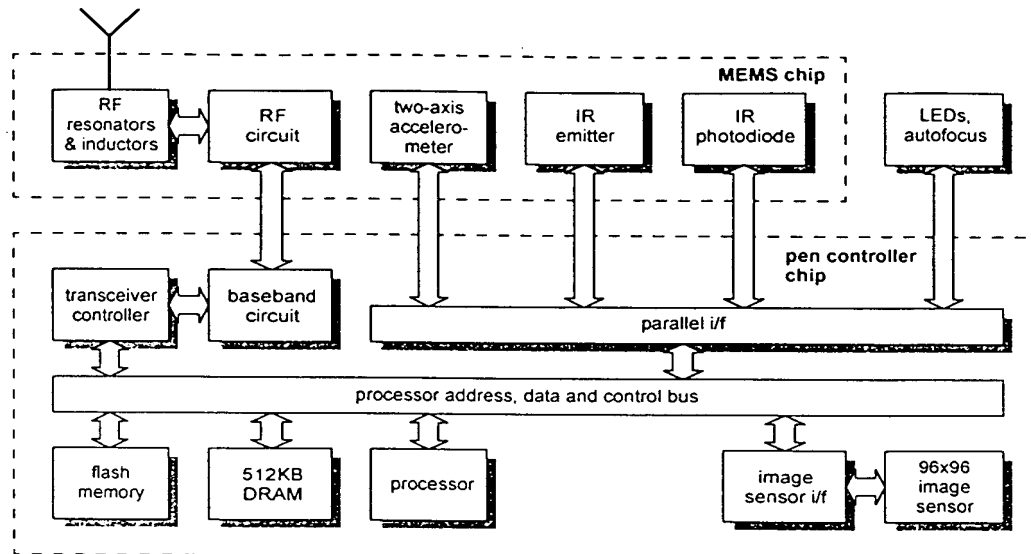 MEMS chip
RF
resonators
& inductors
RF
circuit
two-axis
accelero-
meter
IR
emitter
IR
photodiode
LEDs,
autofocus
pen controller
chip
transceiver
controller
baseband
circuit
parallel i/f
processor address, data and control bus
flash
memory
512KB
DRAM
processor
image
sensor i/f
96x96
image
sensor